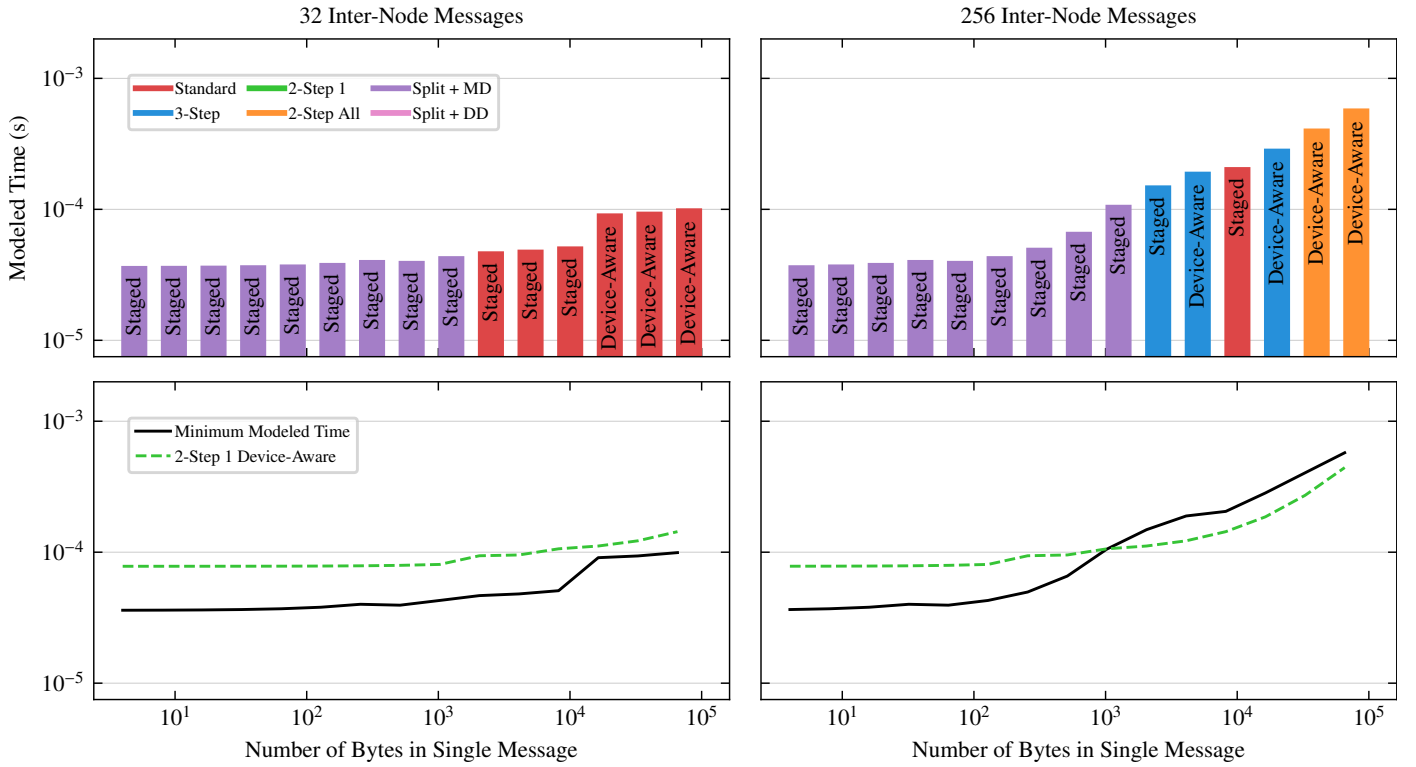 32 Inter-Node Messages
256 Inter-Node Messages
Modeled Time (s)
10⁻³
10⁻⁴
10⁻⁵
Standard
3-Step
2-Step 1
2-Step All
Split + MD
Split + DD
Staged
Staged
Staged
Staged
Staged
Staged
Staged
Staged
Staged
Staged
Staged
Staged
Device-Aware
Device-Aware
Device-Aware
Staged
Staged
Staged
Staged
Staged
Staged
Staged
Staged
Staged
Staged
Device-Aware
Staged
Device-Aware
Device-Aware
Device-Aware
10⁻³
10⁻⁴
10⁻⁵
Minimum Modeled Time
2-Step 1 Device-Aware
10¹ 10² 10³ 10⁴ 10⁵
10¹ 10² 10³ 10⁴ 10⁵
Number of Bytes in Single Message
Number of Bytes in Single Message